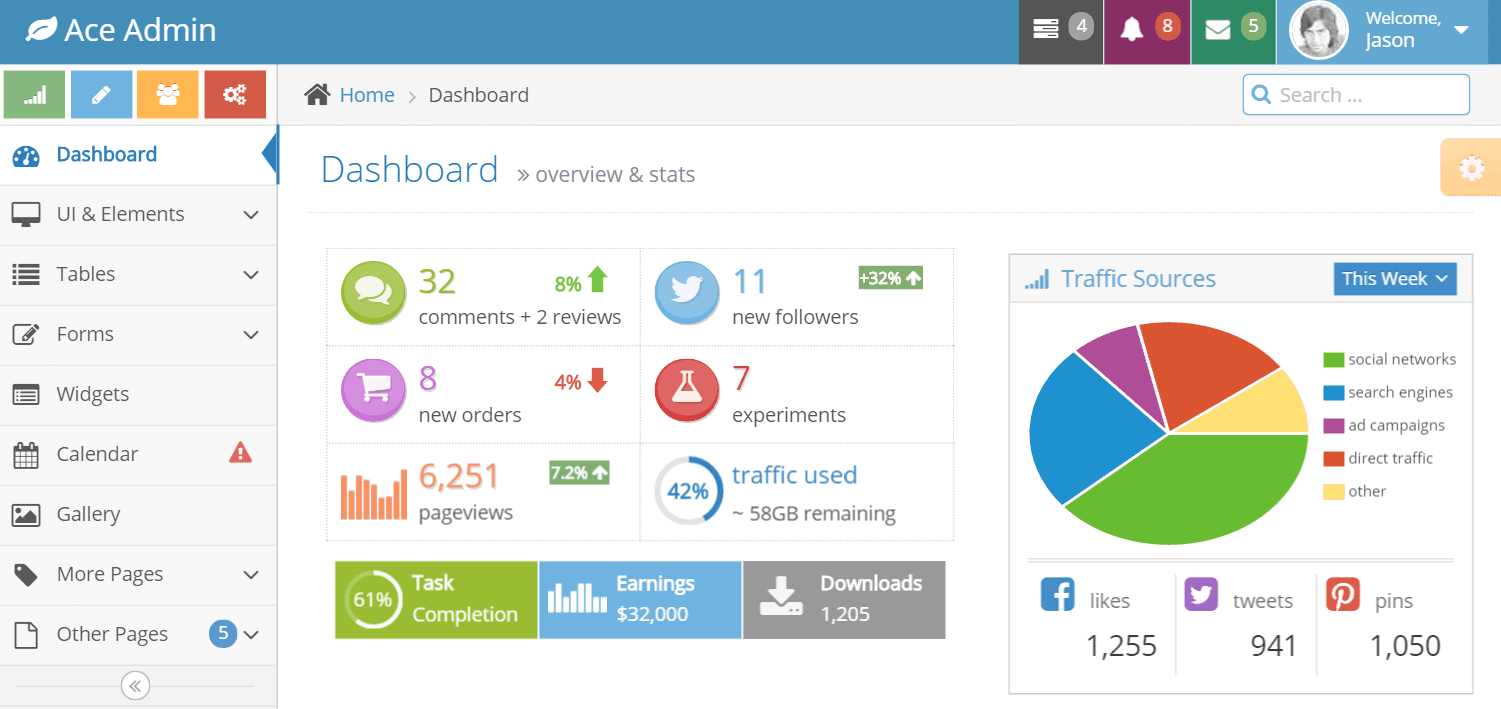 Ace Admin
4
8
5
Welcome,
Jason
Home
Dashboard
Search ...
Dashboard
UI & Elements
Tables
Forms
Widgets
Calendar
Gallery
More Pages
Other Pages
5
Dashboard » overview & stats
32
8%
comments + 2 reviews
11
+32%
new followers
8
4%
new orders
7
experiments
6,251
7.2%
pageviews
42%
traffic used
~ 58GB remaining
61%
Task
Completion
Earnings
$32,000
Downloads
1,205
Traffic Sources
This Week
social networks
search engines
ad campaigns
direct traffic
other
likes
1,255
tweets
941
pins
1,050